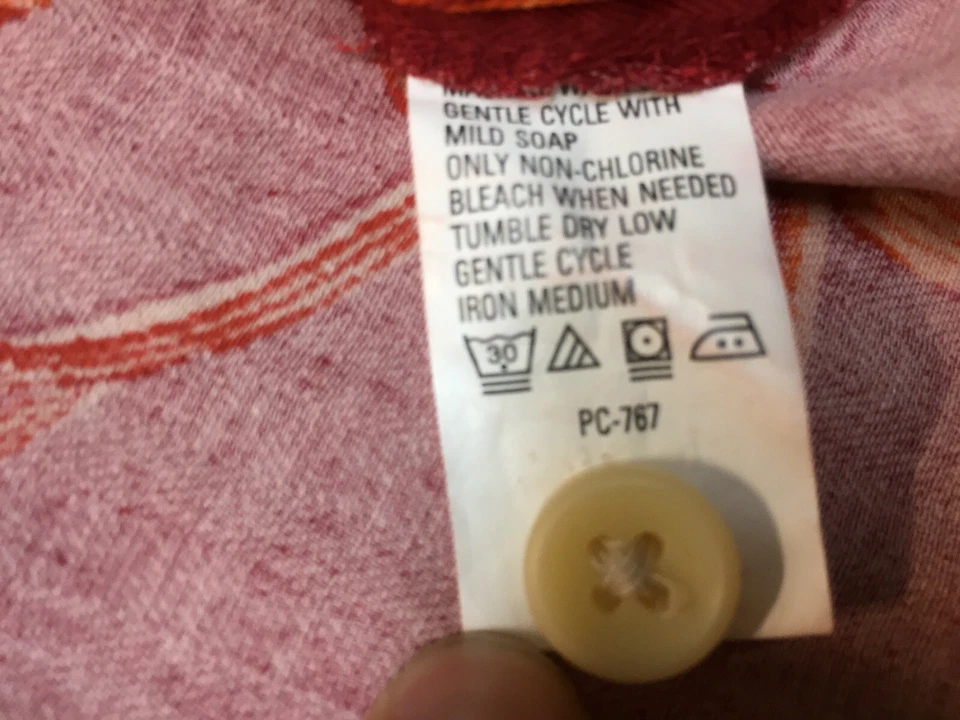 GENTLE CYCLE WITH
MILD SOAP
ONLY NON-CHLORINE
BLEACH WHEN NEEDED
TUMBLE DRY LOW
GENTLE CYCLE
IRON MEDIUM
30
PC-767